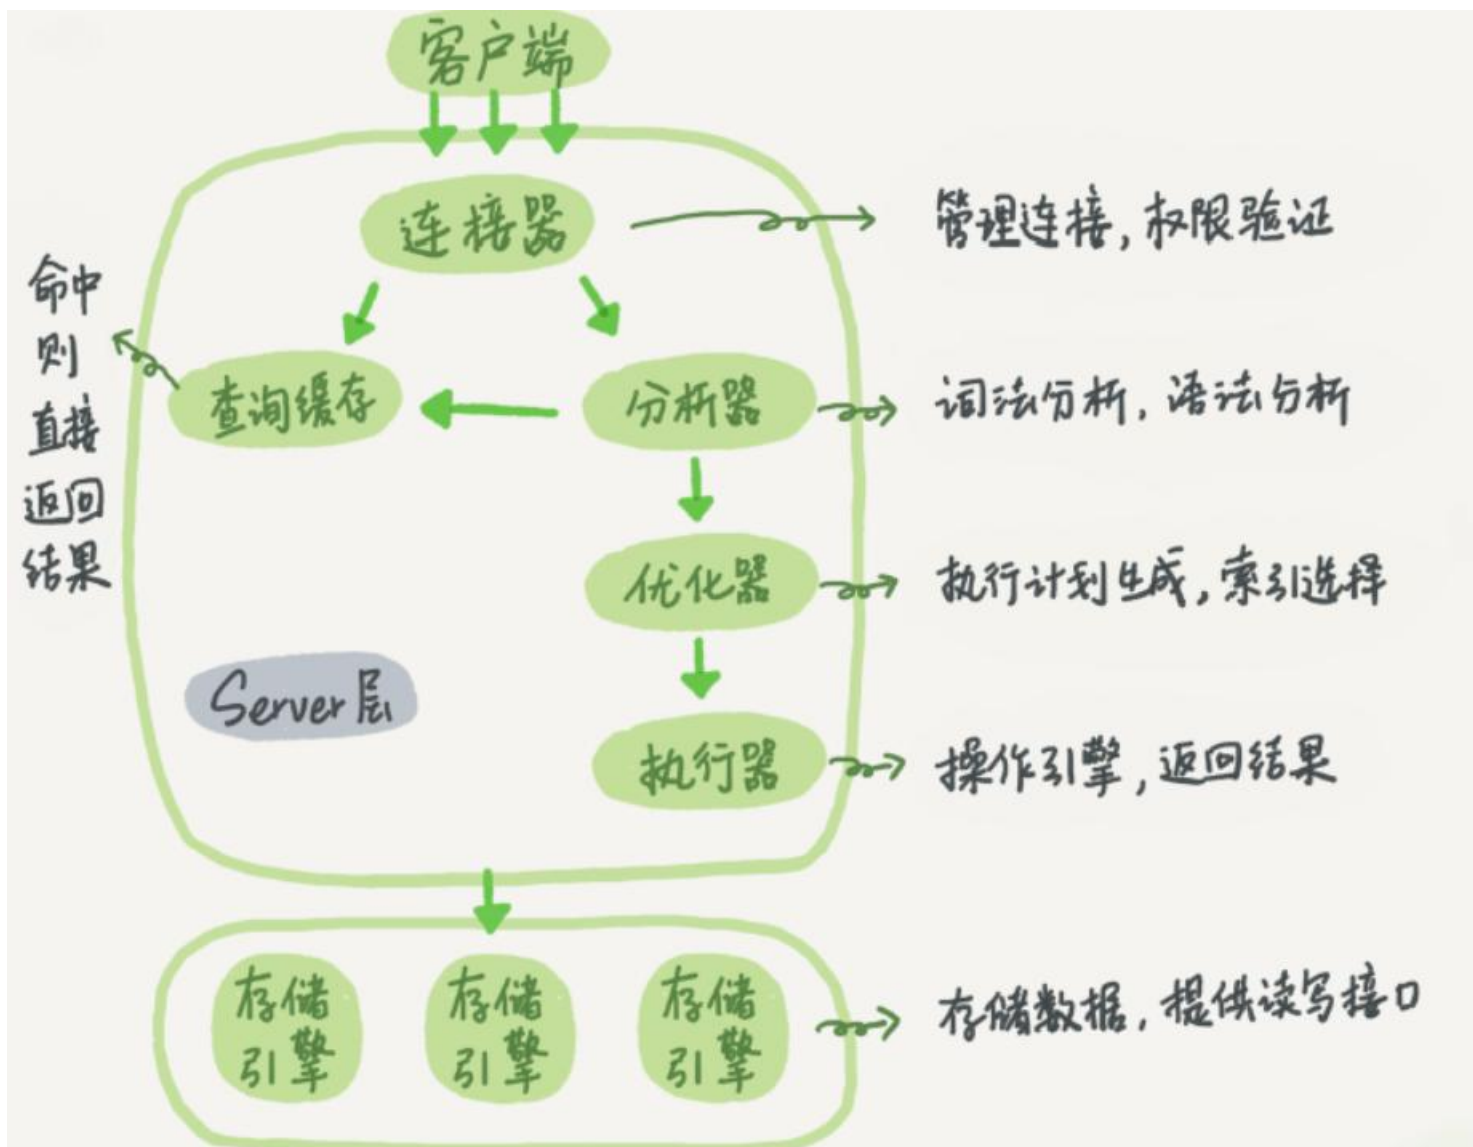 客户端
连接器
管理连接, 权限验证
命中
则
直接
返回
结果
查询缓存
分析器
词法分析, 语法分析
优化器
执行计划生成, 索引选择
Server层
执行器
操作引擎, 返回结果
存储
引擎
存储
引擎
存储
引擎
存储数据, 提供读写接口